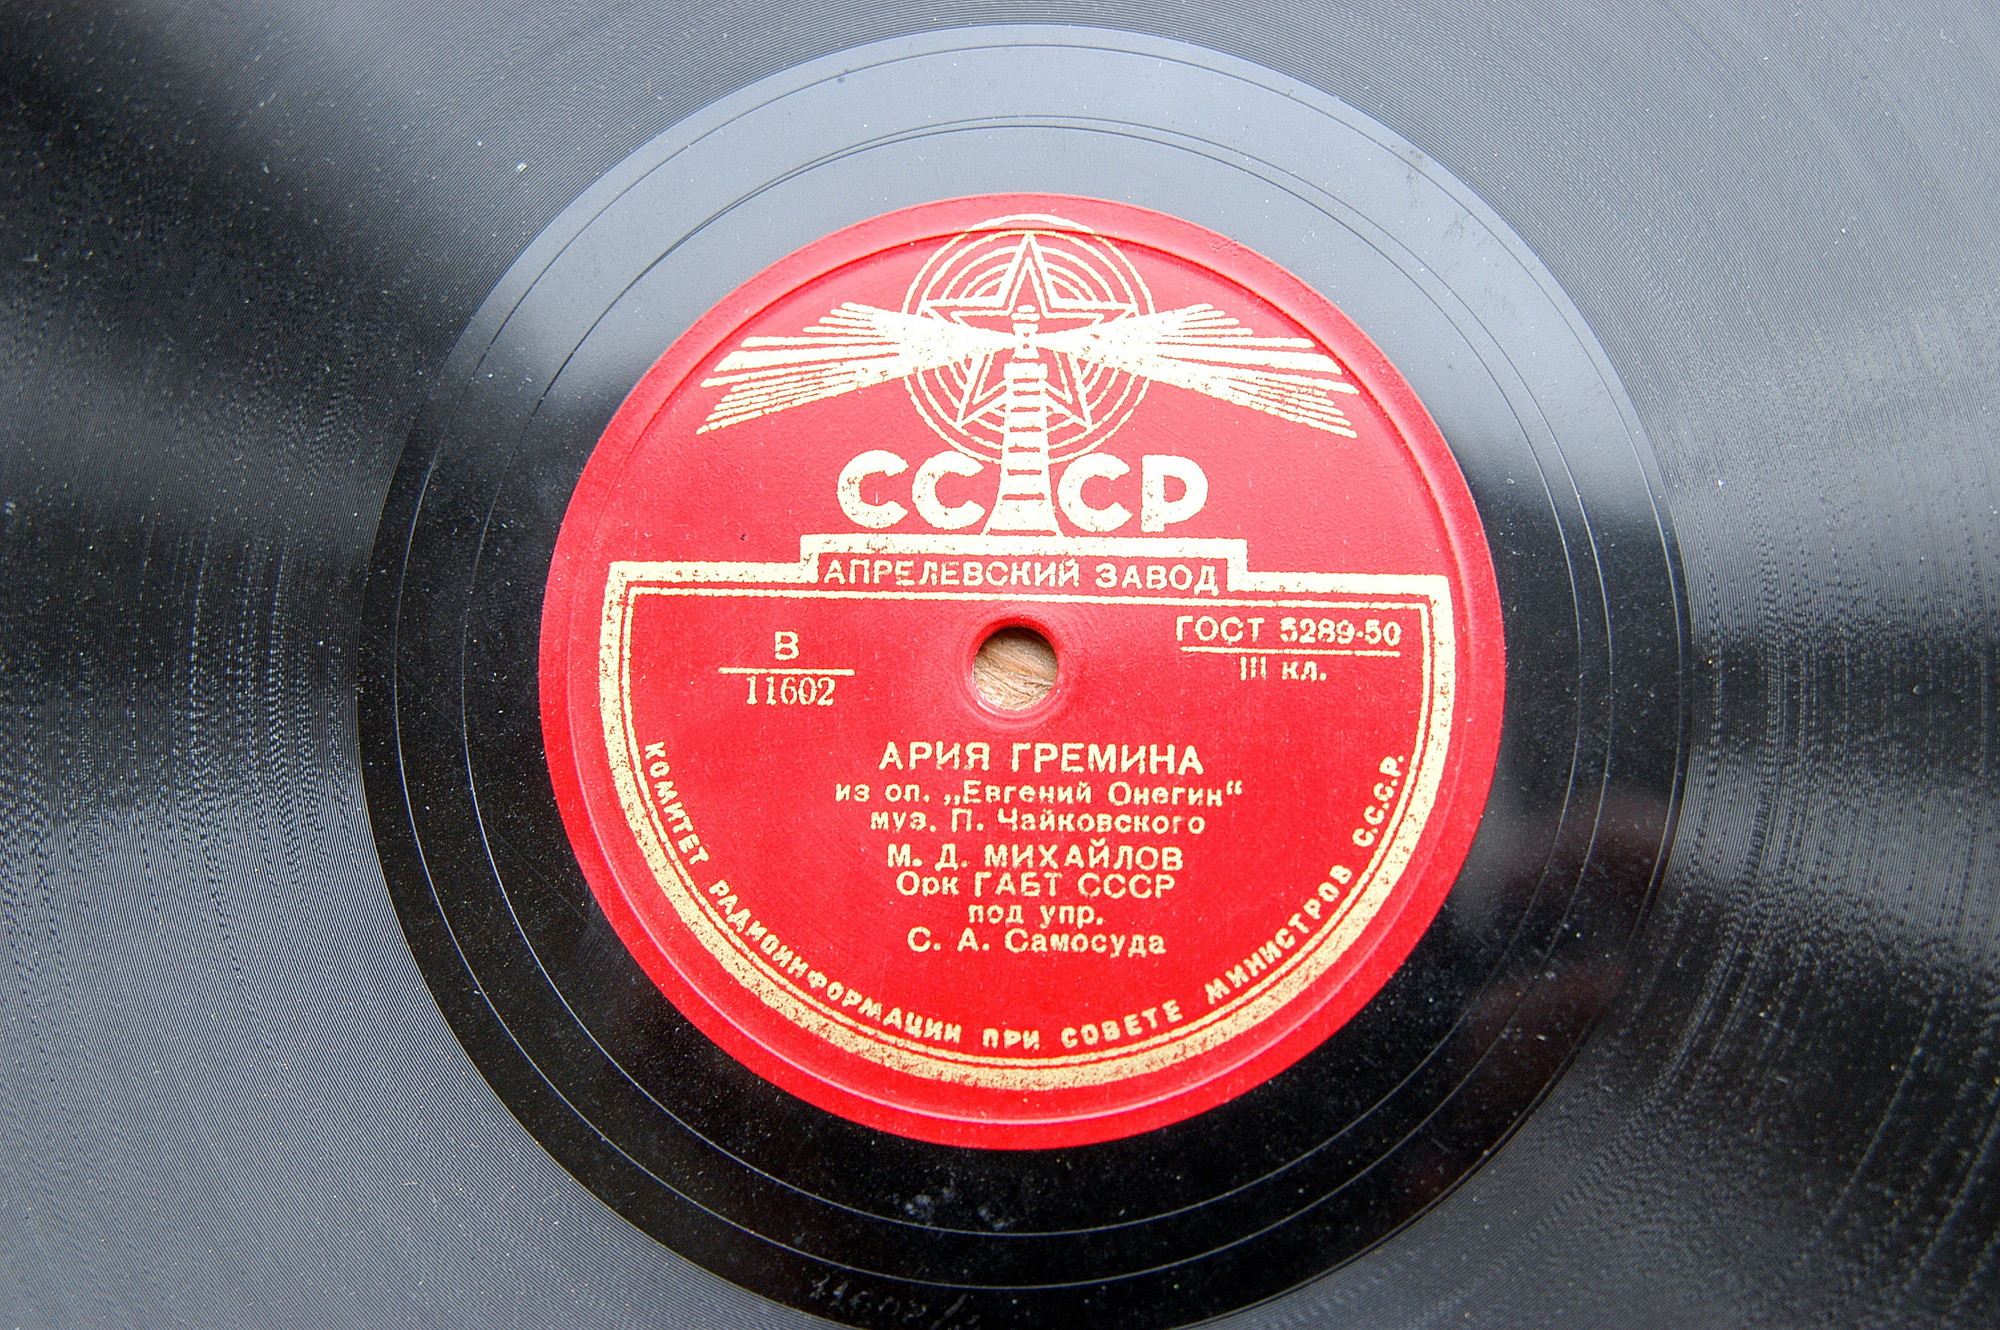 СССР
АПРЕЛЕВСКИЙ ЗАВОД
В
11602
ГОСТ 5289-50
III кл.
АРИЯ ГРЕМИНА
из оп. „Евгений Онегин“
муз. П. Чайковского
М. Д. МИХАЙЛОВ
Орк ГАБТ СССР
под упр.
С. А. Самосуда
КОМИТЕТ РАДИОИНФОРМАЦИИ ПРИ СОВЕТЕ МИНИСТРОВ С.С.С.Р.